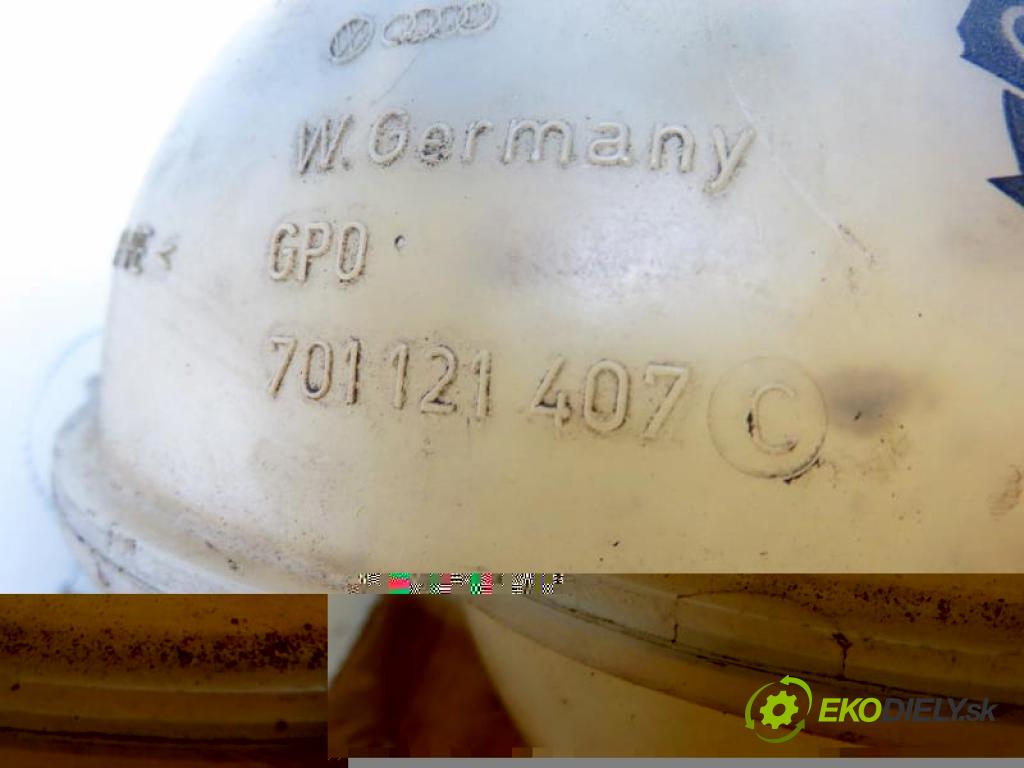 W. Germany
GPO
701 121 407 C
EKODIELY.sk